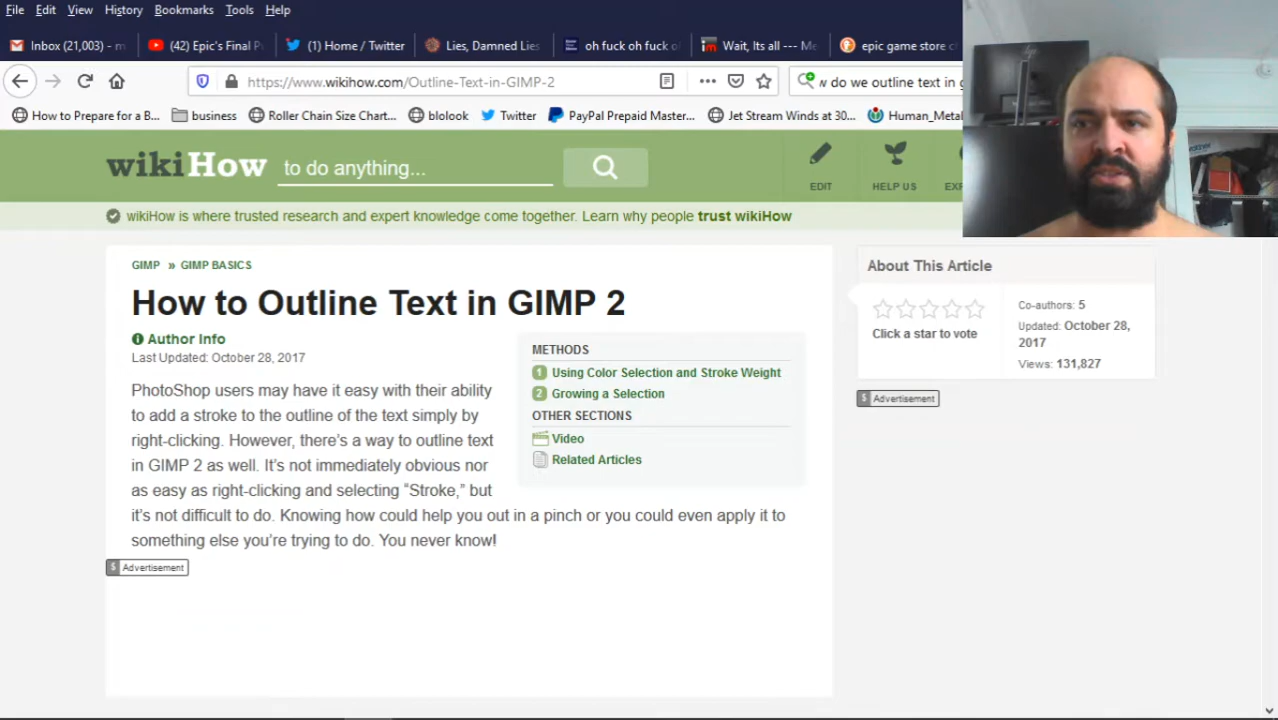 File Edit View History Bookmarks Tools Help
Inbox (21,003) - m
(42) Epic's Final P
(1) Home / Twitter
Lies, Damned Lies
oh fuck oh fuck o
Wait, Its all --- Me
epic game store c
https://www.wikihow.com/Outline-Text-in-GIMP-2
w do we outline text in g
How to Prepare for a B...
business
Roller Chain Size Chart...
blolook
Twitter
PayPal Prepaid Master...
Jet Stream Winds at 30...
Human_Metal
wikiHow to do anything...
EDIT
HELP US
EXP
wikiHow is where trusted research and expert knowledge come together. Learn why people trust wikiHow
GIMP » GIMP BASICS
How to Outline Text in GIMP 2
Author Info
Last Updated: October 28, 2017
PhotoShop users may have it easy with their ability
to add a stroke to the outline of the text simply by
right-clicking. However, there's a way to outline text
in GIMP 2 as well. It's not immediately obvious nor
as easy as right-clicking and selecting “Stroke,” but
it's not difficult to do. Knowing how could help you out in a pinch or you could even apply it to
something else you're trying to do. You never know!
METHODS
1 Using Color Selection and Stroke Weight
2 Growing a Selection
OTHER SECTIONS
Video
Related Articles
$ Advertisement
About This Article
Click a star to vote
Co-authors: 5
Updated: October 28,
2017
Views: 131,827
$ Advertisement